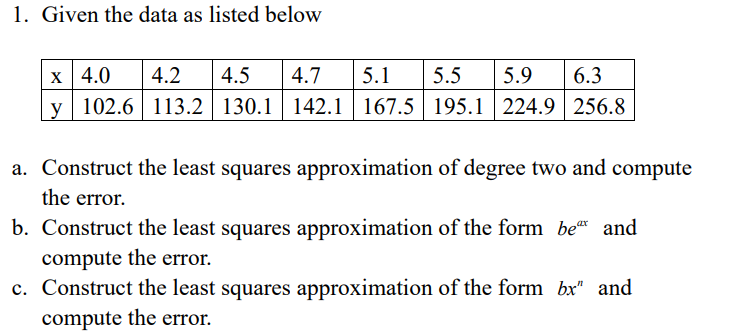 1. Given the data as listed below
x 4.0 4.2 4.5 4.7 5.1 5.5 5.9 6.3
y 102.6 113.2 130.1 142.1 167.5 195.1 224.9 256.8
a. Construct the least squares approximation of degree two and compute
the error.
b. Construct the least squares approximation of the form be^{ax} and
compute the error.
c. Construct the least squares approximation of the form bx^{n} and
compute the error.